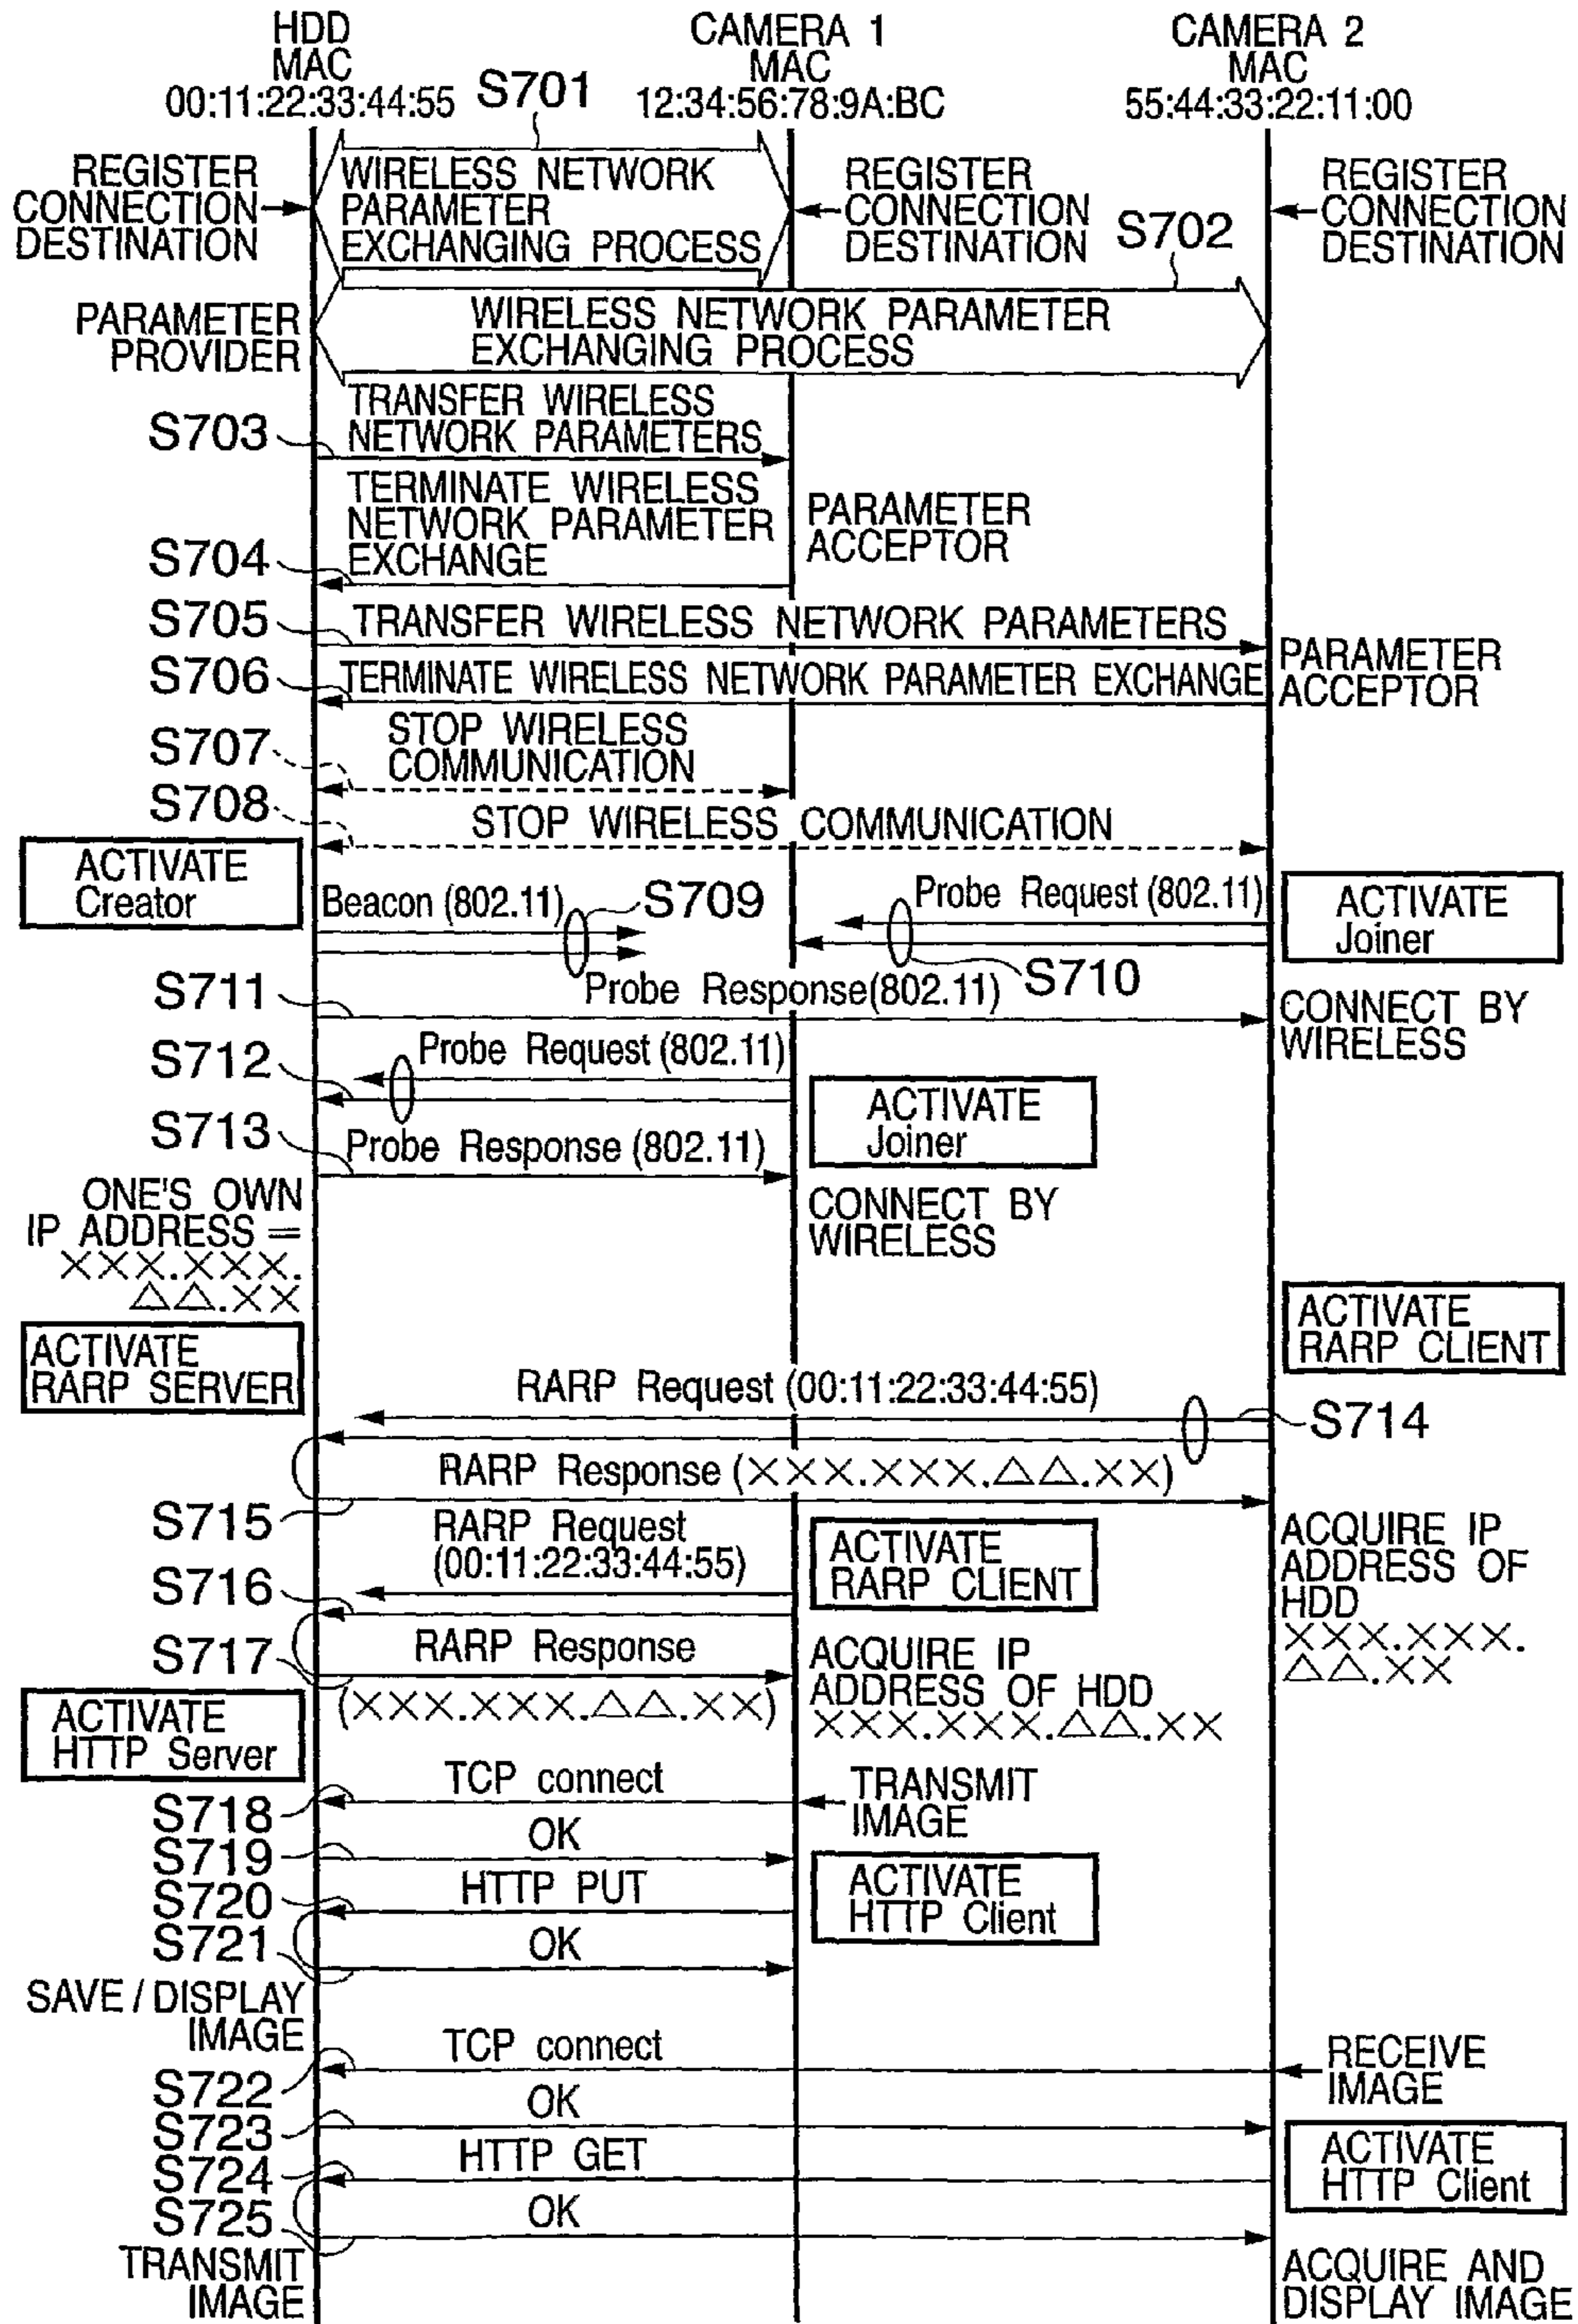 HDD
MAC
00:11:22:33:44:55
CAMERA 1
MAC
12:34:56:78:9A:BC
CAMERA 2
MAC
55:44:33:22:11:00
S701
REGISTER
CONNECTION
DESTINATION
WIRELESS NETWORK
PARAMETER
EXCHANGING PROCESS
REGISTER
CONNECTION
DESTINATION
S702
REGISTER
CONNECTION
DESTINATION
PARAMETER
PROVIDER
WIRELESS NETWORK PARAMETER
EXCHANGING PROCESS
S703
TRANSFER WIRELESS
NETWORK PARAMETERS
S704
TERMINATE WIRELESS
NETWORK PARAMETER
EXCHANGE
PARAMETER
ACCEPTOR
S705
TRANSFER WIRELESS NETWORK PARAMETERS
S706
TERMINATE WIRELESS NETWORK PARAMETER EXCHANGE
PARAMETER
ACCEPTOR
S707
STOP WIRELESS
COMMUNICATION
S708
STOP WIRELESS COMMUNICATION
ACTIVATE
Creator
Beacon (802.11)
S709
Probe Request (802.11)
ACTIVATE
Joiner
S710
S711
Probe Response(802.11)
CONNECT BY
WIRELESS
S712
Probe Request (802.11)
ACTIVATE
Joiner
S713
Probe Response (802.11)
CONNECT BY
WIRELESS
ONE'S OWN
IP ADDRESS =
×××.×××.
△△.××
ACTIVATE
RARP SERVER
ACTIVATE
RARP CLIENT
RARP Request (00:11:22:33:44:55)
S714
RARP Response (×××.×××.△△.××)
S715
ACQUIRE IP
ADDRESS OF
HDD
×××.×××.
△△.××
RARP Request
(00:11:22:33:44:55)
ACTIVATE
RARP CLIENT
S716
S717
RARP Response
(×××.×××.△△.××)
ACQUIRE IP
ADDRESS OF HDD
×××.×××.△△.××
ACTIVATE
HTTP Server
S718
TCP connect
TRANSMIT
IMAGE
S719
OK
S720
HTTP PUT
ACTIVATE
HTTP Client
S721
OK
SAVE / DISPLAY
IMAGE
S722
TCP connect
RECEIVE
IMAGE
S723
OK
S724
HTTP GET
ACTIVATE
HTTP Client
S725
OK
TRANSMIT
IMAGE
ACQUIRE AND
DISPLAY IMAGE